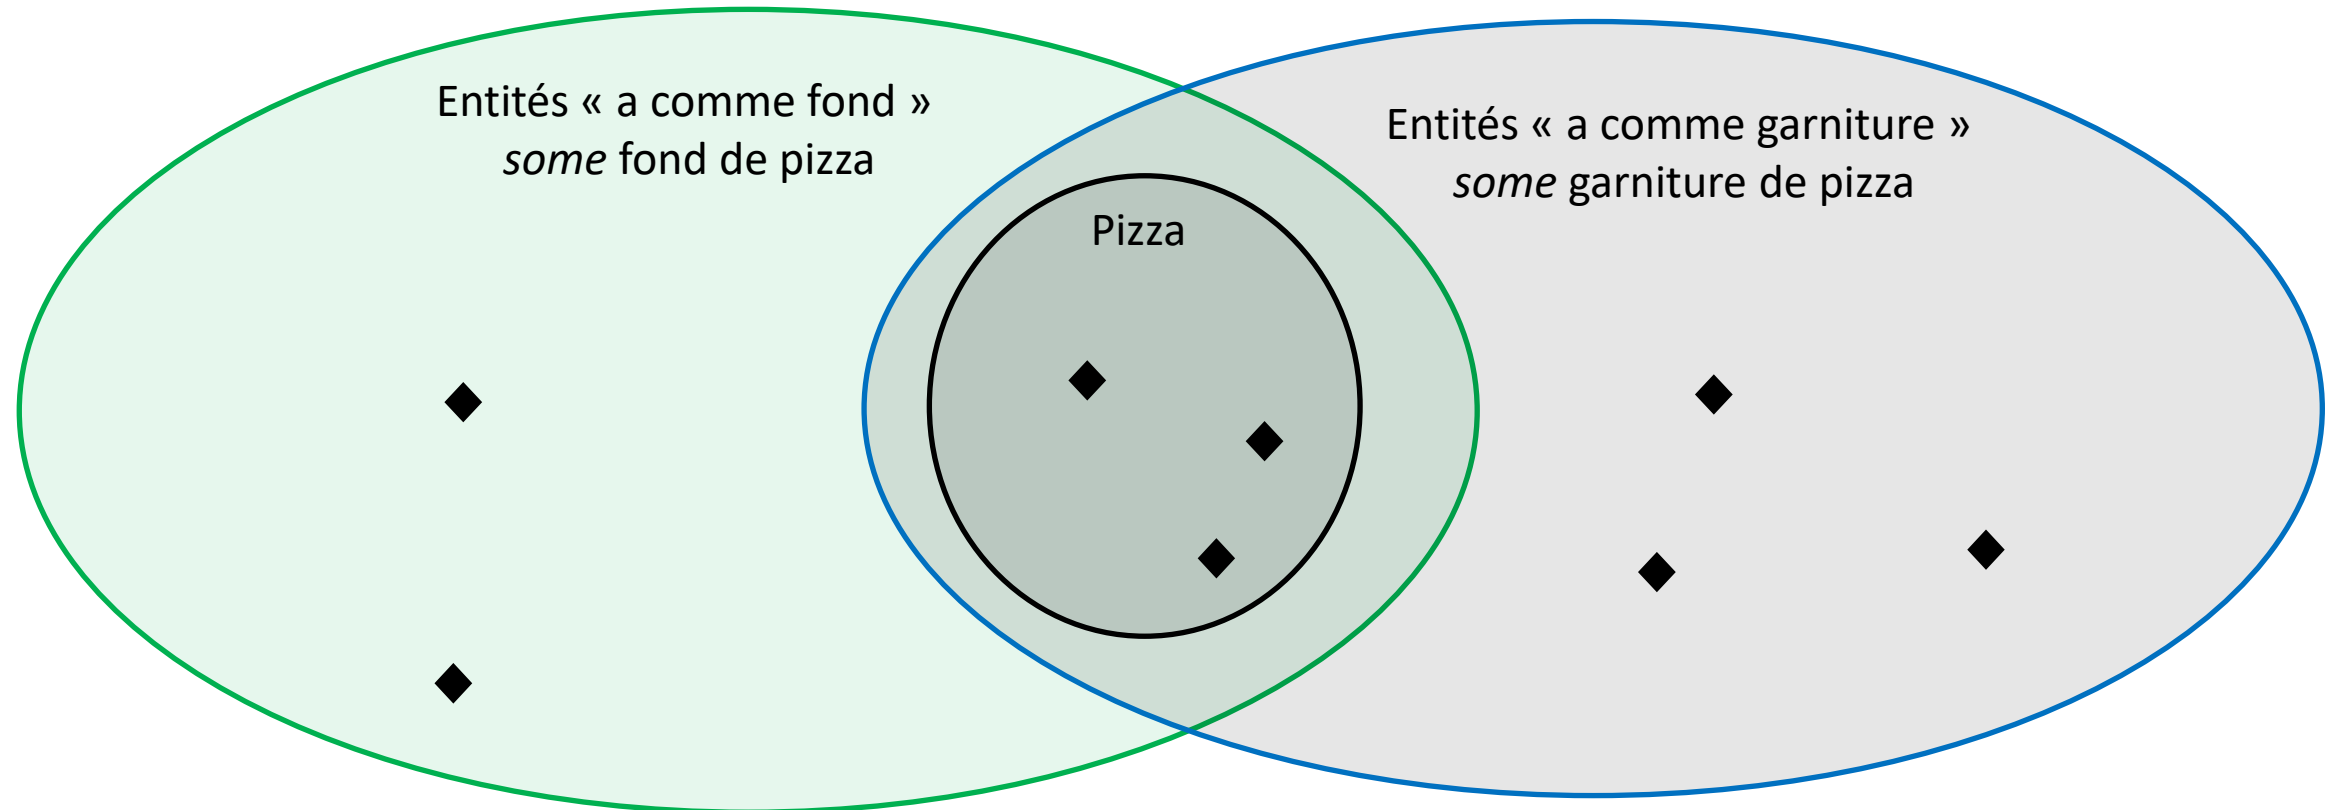 Entités « a comme fond »
some fond de pizza
Entités « a comme garniture »
some garniture de pizza
Pizza